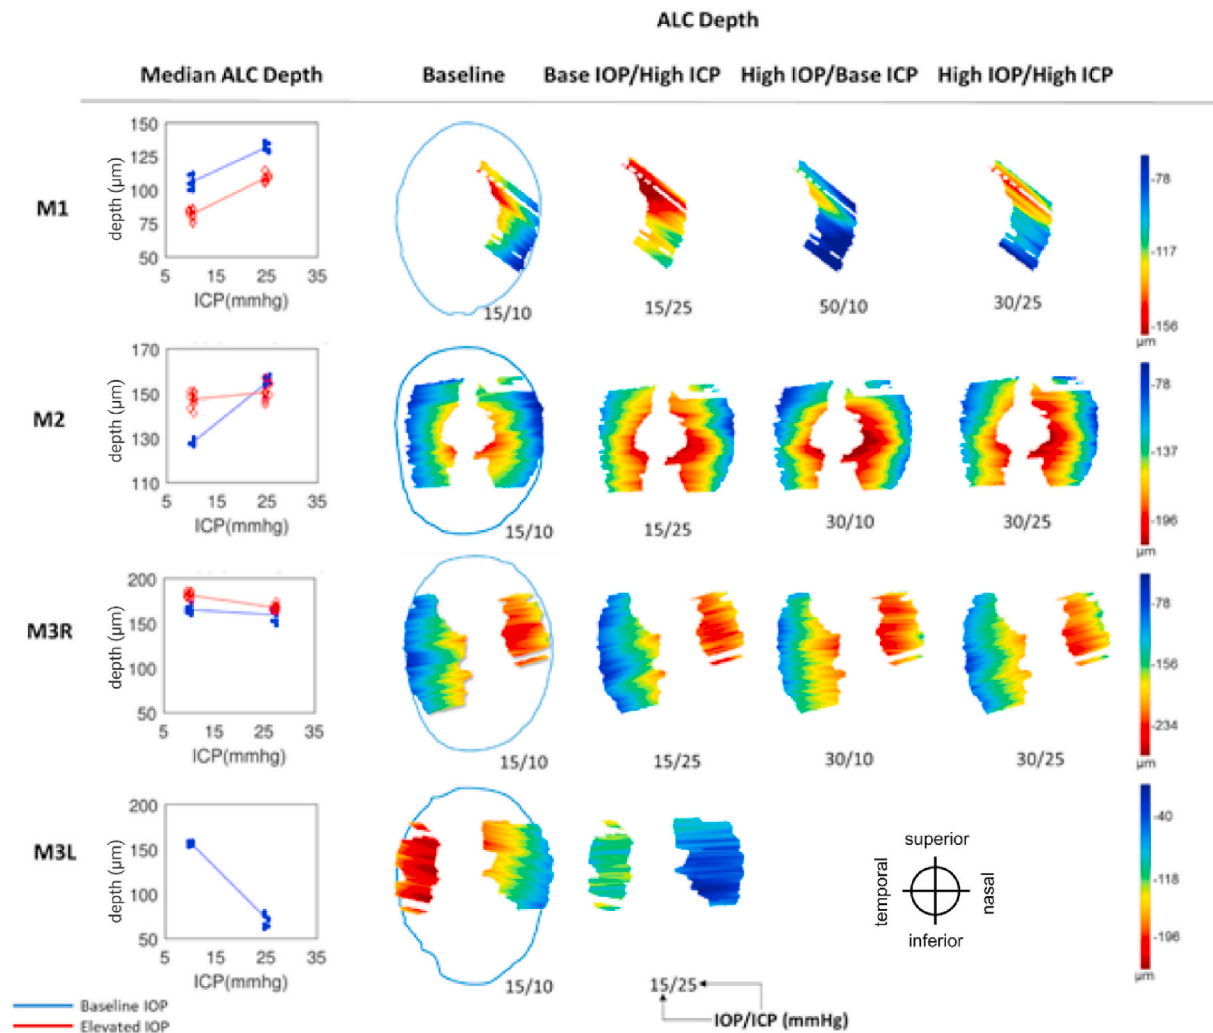 ALC Depth
Median ALC Depth Baseline Base IOP/High ICP High IOP/Base ICP High IOP/High ICP
M1
depth (µm)
150
125
100
75
50
5 15 25 35
ICP(mmhg)
15/10 15/25 50/10 30/25
-78
-117
-156
µm
M2
depth (µm)
170
150
130
110
5 15 25 35
ICP(mmhg)
15/10 15/25 30/10 30/25
-78
-137
-196
µm
M3R
depth (µm)
200
150
100
50
5 15 25 35
ICP(mmhg)
15/10 15/25 30/10 30/25
-78
-156
-234
µm
M3L
depth (µm)
200
150
100
50
5 15 25 35
ICP(mmhg)
15/10 15/25
IOP/ICP (mmHg)
superior
temporal
nasal
inferior
-40
-118
-196
µm
Baseline IOP
Elevated IOP